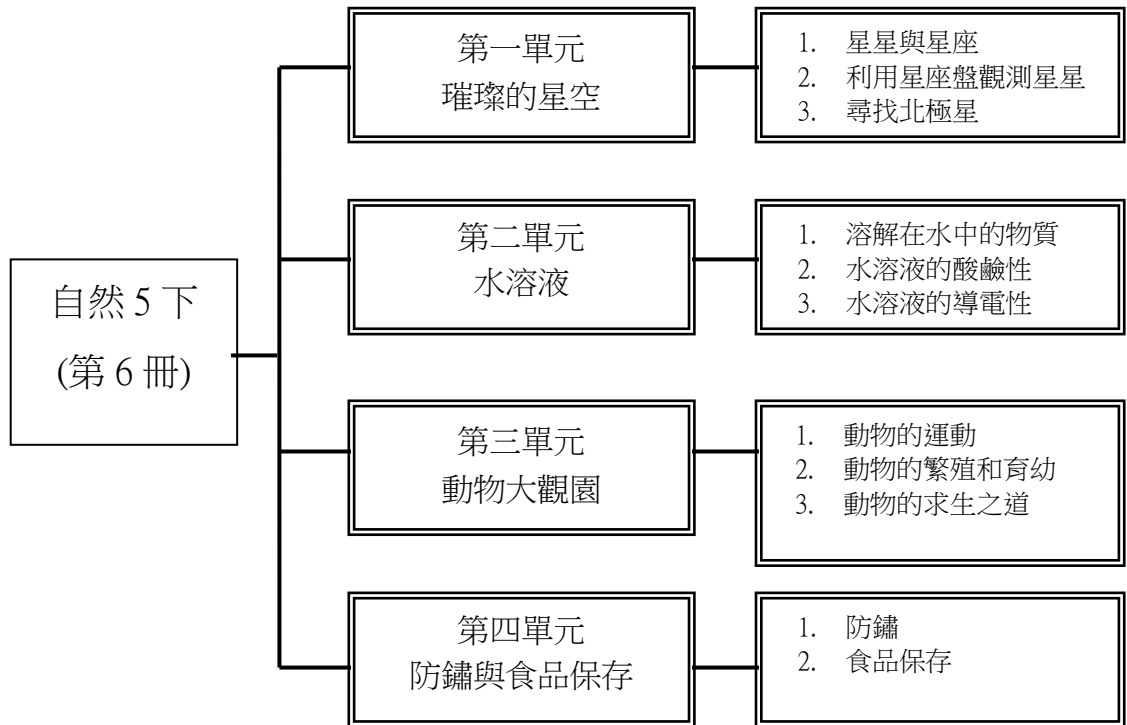 自然 5 下
(第 6 冊)
第一單元
璀璨的星空
1. 星星與星座
2. 利用星座盤觀測星星
3. 尋找北極星
第二單元
水溶液
1. 溶解在水中的物質
2. 水溶液的酸鹼性
3. 水溶液的導電性
第三單元
動物大觀園
1. 動物的運動
2. 動物的繁殖和育幼
3. 動物的求生之道
第四單元
防鏽與食品保存
1. 防鏽
2. 食品保存